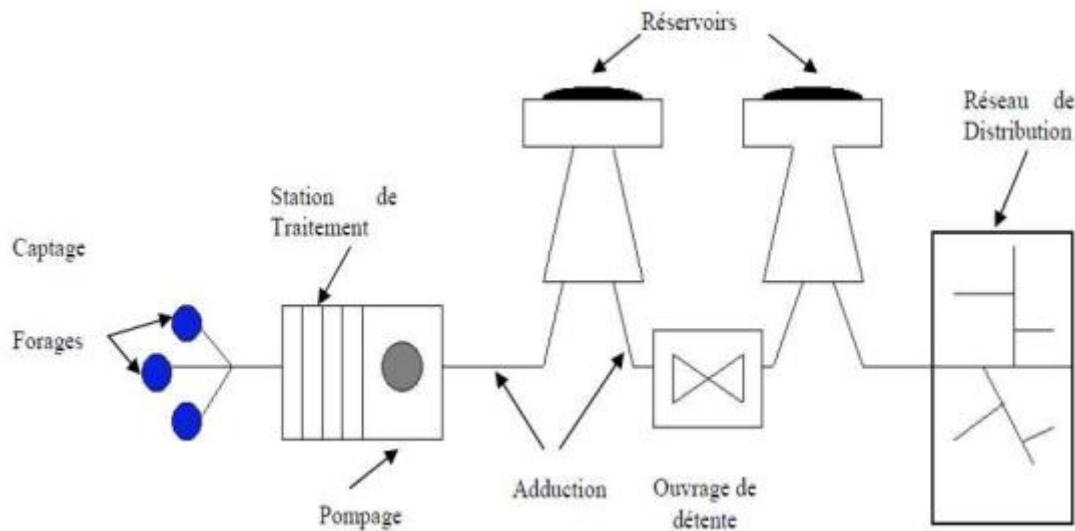 Réservoirs
Réseau de
Distribution
Station de
Traitement
Captage
Forages
Adduction
Ouvrage de
détente
Pompage